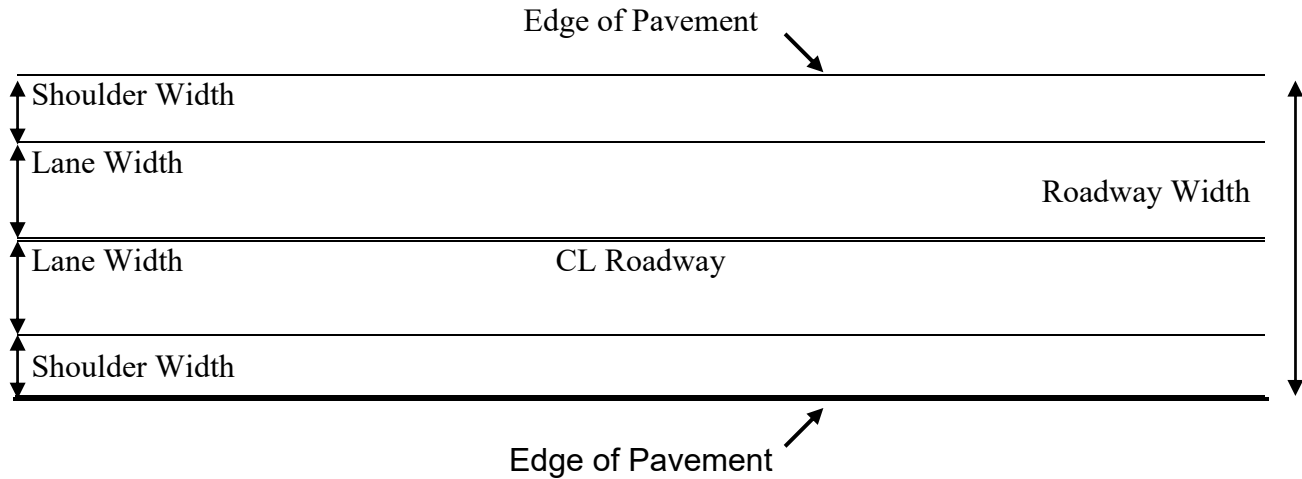 Edge of Pavement
Shoulder Width
Lane Width
Roadway Width
Lane Width
CL Roadway
Shoulder Width
Edge of Pavement